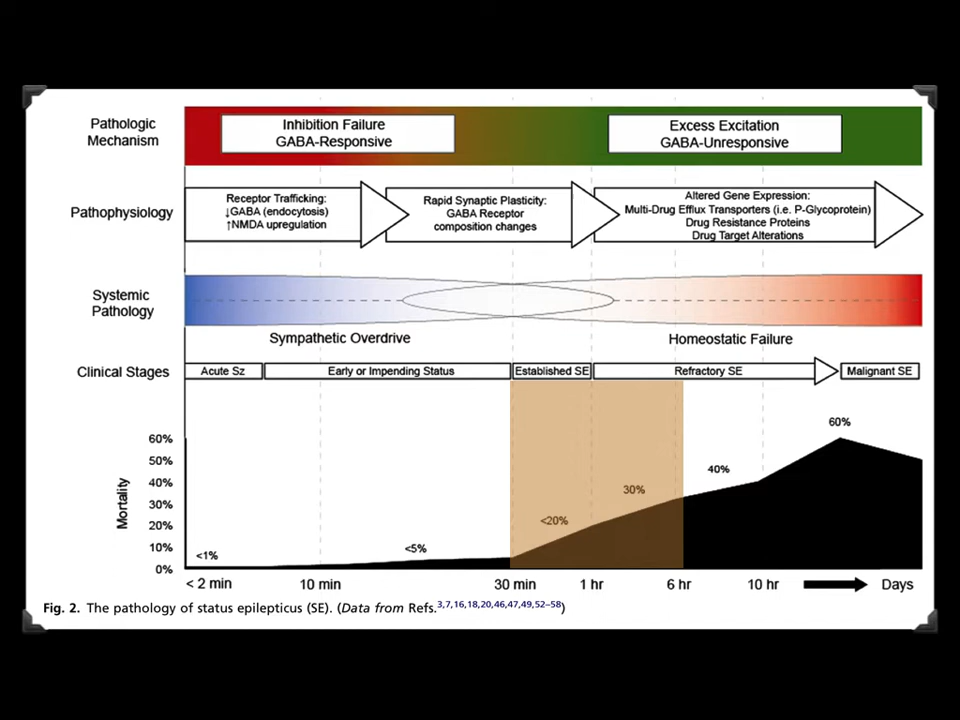 Pathologic
Mechanism
Inhibition Failure
GABA-Responsive
Excess Excitation
GABA-Unresponsive
Pathophysiology
Receptor Trafficking:
↓GABA (endocytosis)
↑NMDA upregulation
Rapid Synaptic Plasticity:
GABA Receptor
composition changes
Altered Gene Expression:
Multi-Drug Efflux Transporters (i.e. P-Glycoprotein)
Drug Resistance Proteins
Drug Target Alterations
Systemic
Pathology
Sympathetic Overdrive
Homeostatic Failure
Clinical Stages
Acute Sz
Early or Impending Status
Established SE
Refractory SE
Malignant SE
Mortality
60%
50%
40%
30%
20%
10%
0%
<1%
<5%
<20%
30%
40%
60%
< 2 min
10 min
30 min
1 hr
6 hr
10 hr
Days
Fig. 2. The pathology of status epilepticus (SE). (Data from Refs.3,7,16,18,20,46,47,49,52–58)